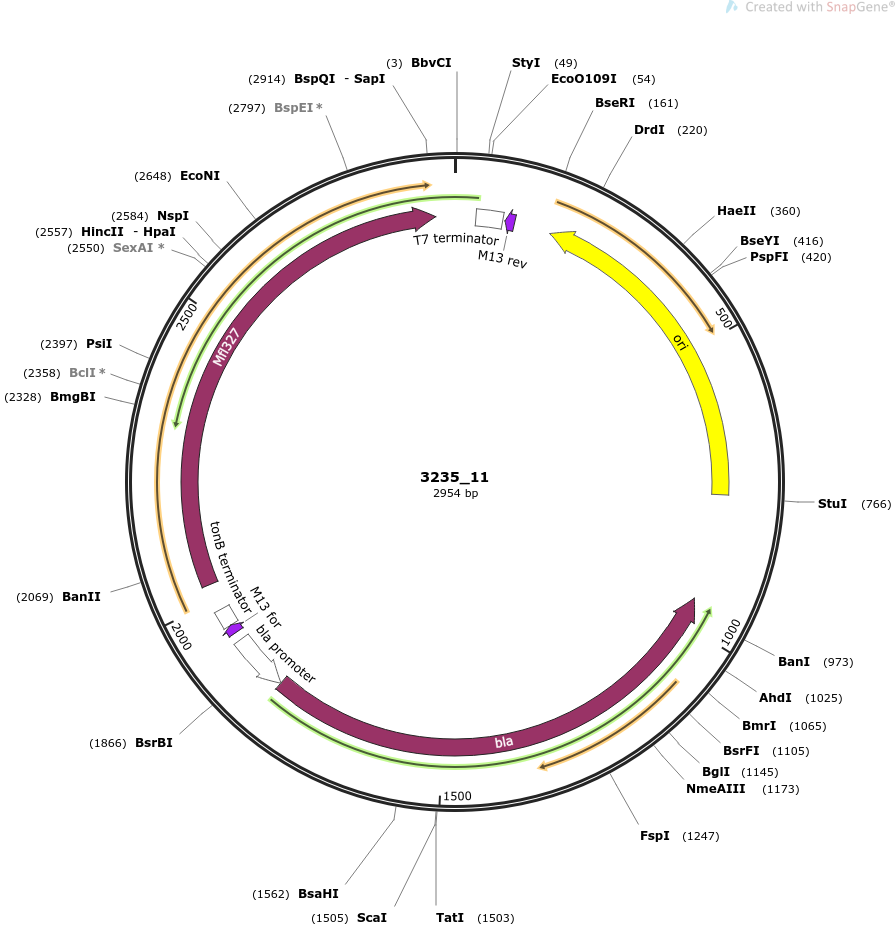 Created with SnapGene®
(3) BbvCI
StyI (49)
EcoO109I (54)
BseRI (161)
DrdI (220)
HaeII (360)
BseYI (416)
PspFI (420)
500
StuI (766)
1000
BanI (973)
AhdI (1025)
BmrI (1065)
BsrFI (1105)
BglI (1145)
NmeAIII (1173)
FspI (1247)
1500
TatI (1503)
(1505) ScaI
(1562) BsaHI
(1866) BsrBI
2000
(2069) BanII
(2328) BmgBI
(2358) BclI *
(2397) PsiI
2500
(2550) SexAI *
(2557) HincII - HpaI
(2584) NspI
(2648) EcoNI
(2797) BspEI *
(2914) BspQI - SapI
T7 terminator
M13 rev
ori
bla
bla promoter
M13 for
tonB terminator
Mfl327
3235_11
2954 bp